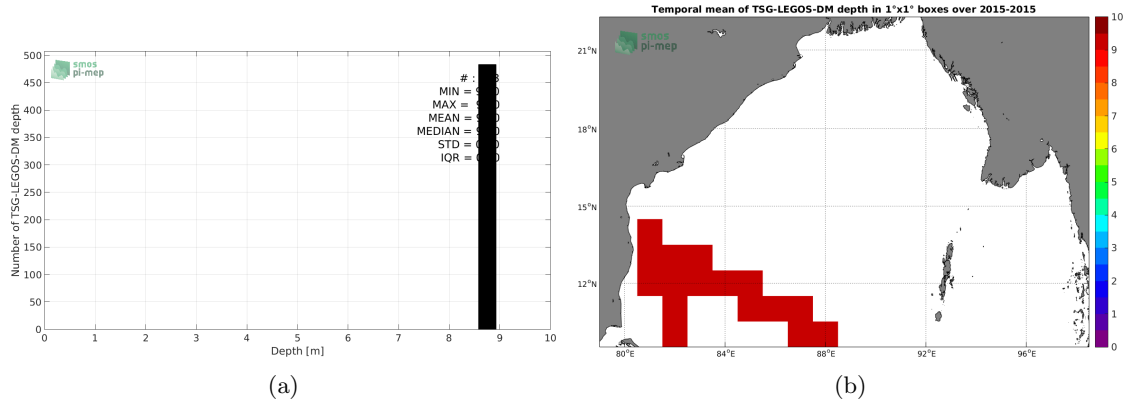 Temporal mean of TSG-LEGOS-DM depth in 1°x1° boxes over 2015-2015
smos
pi-mep
500
450
400
350
300
250
200
150
100
50
0
Number of TSG-LEGOS-DM depth
# :
MIN =
MAX =
MEAN =
MEDIAN =
STD =
IQR =
0 1 2 3 4 5 6 7 8 9 10
Depth [m]
(a)
smos
pi-mep
21°N
18°N
15°N
12°N
80°E 84°E 88°E 92°E 96°E
10
9
8
7
6
5
4
3
2
1
0
(b)